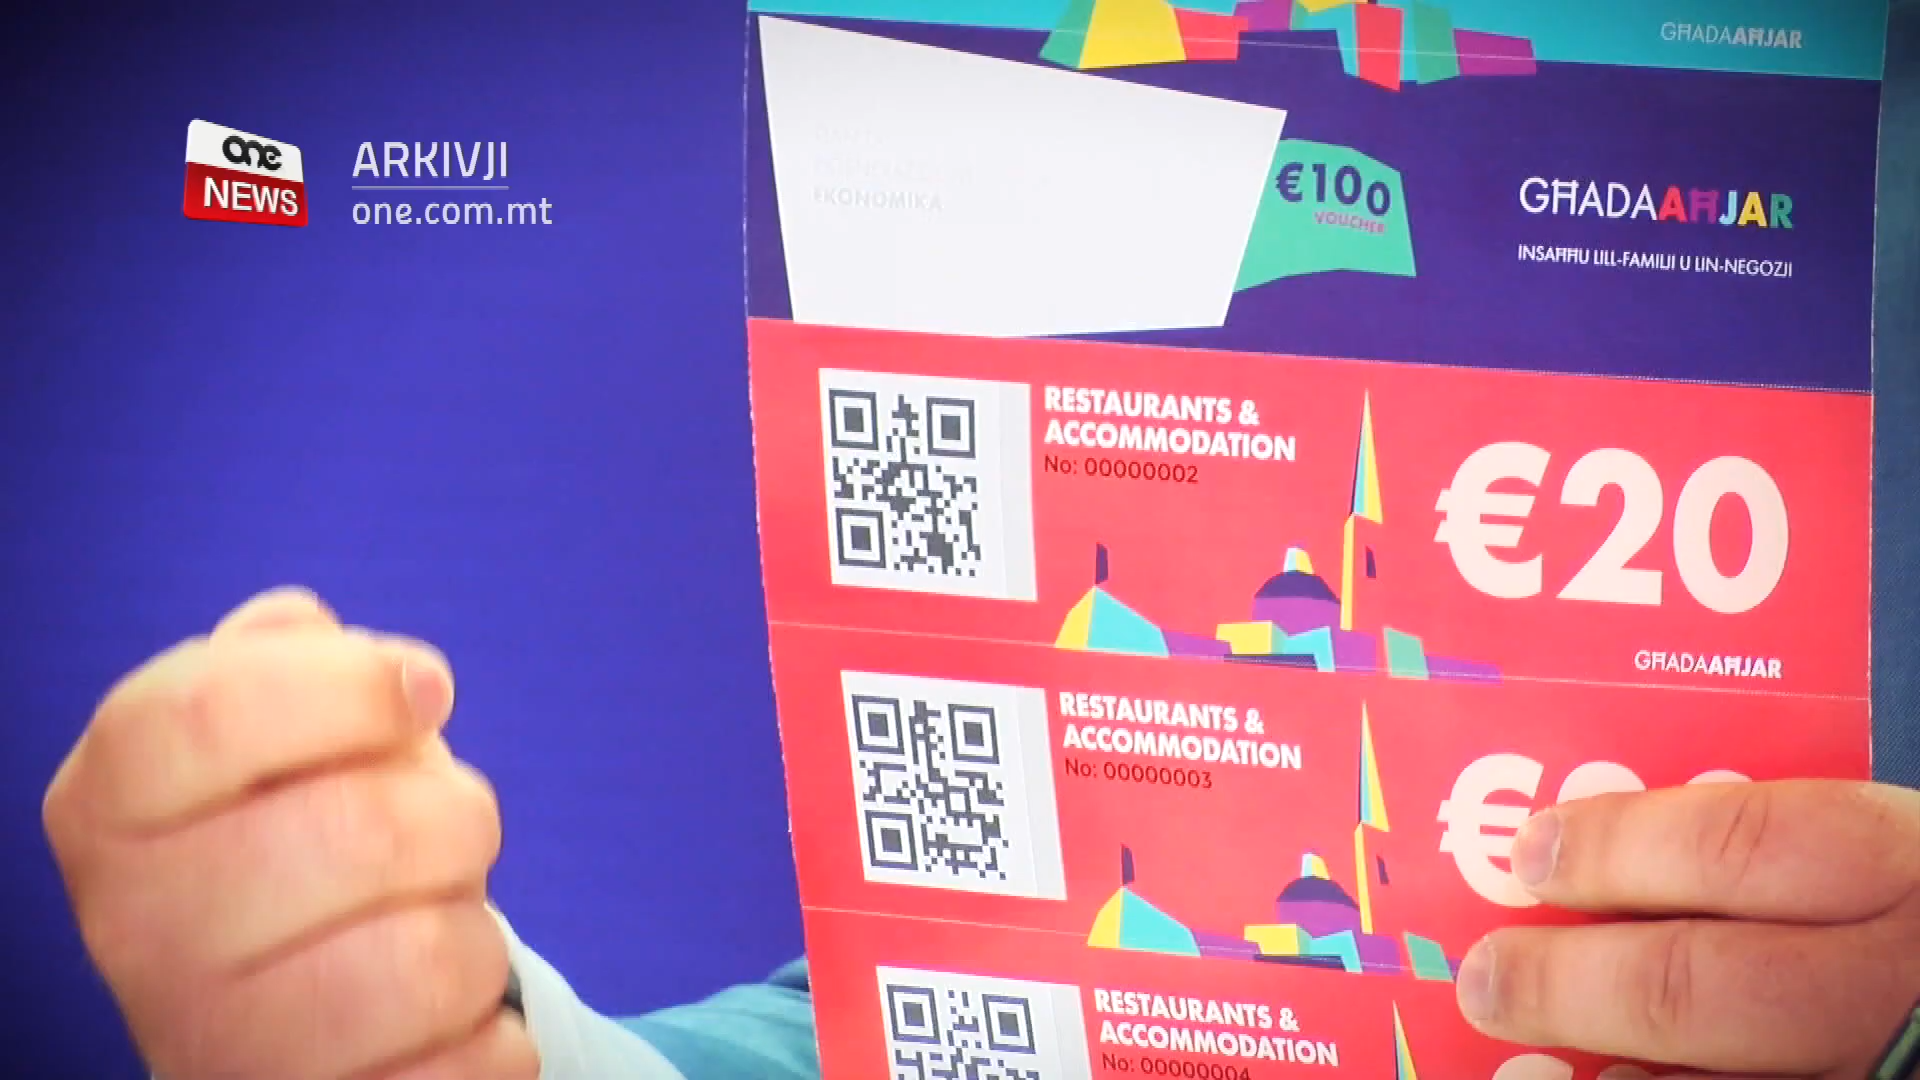 one
NEWS
ARKIVJI
one.com.mt
GĦADAAĦJAR
EKONOMIKA
€100
VOUCHER
GĦADAAĦJAR
INSAĦĦU LILL-FAMILJI U LIN-NEGOZJI
RESTAURANTS &
ACCOMMODATION
No: 00000002
€20
GĦADAAĦJAR
RESTAURANTS &
ACCOMMODATION
No: 00000003
RESTAURANTS &
ACCOMMODATION
No: 00000004